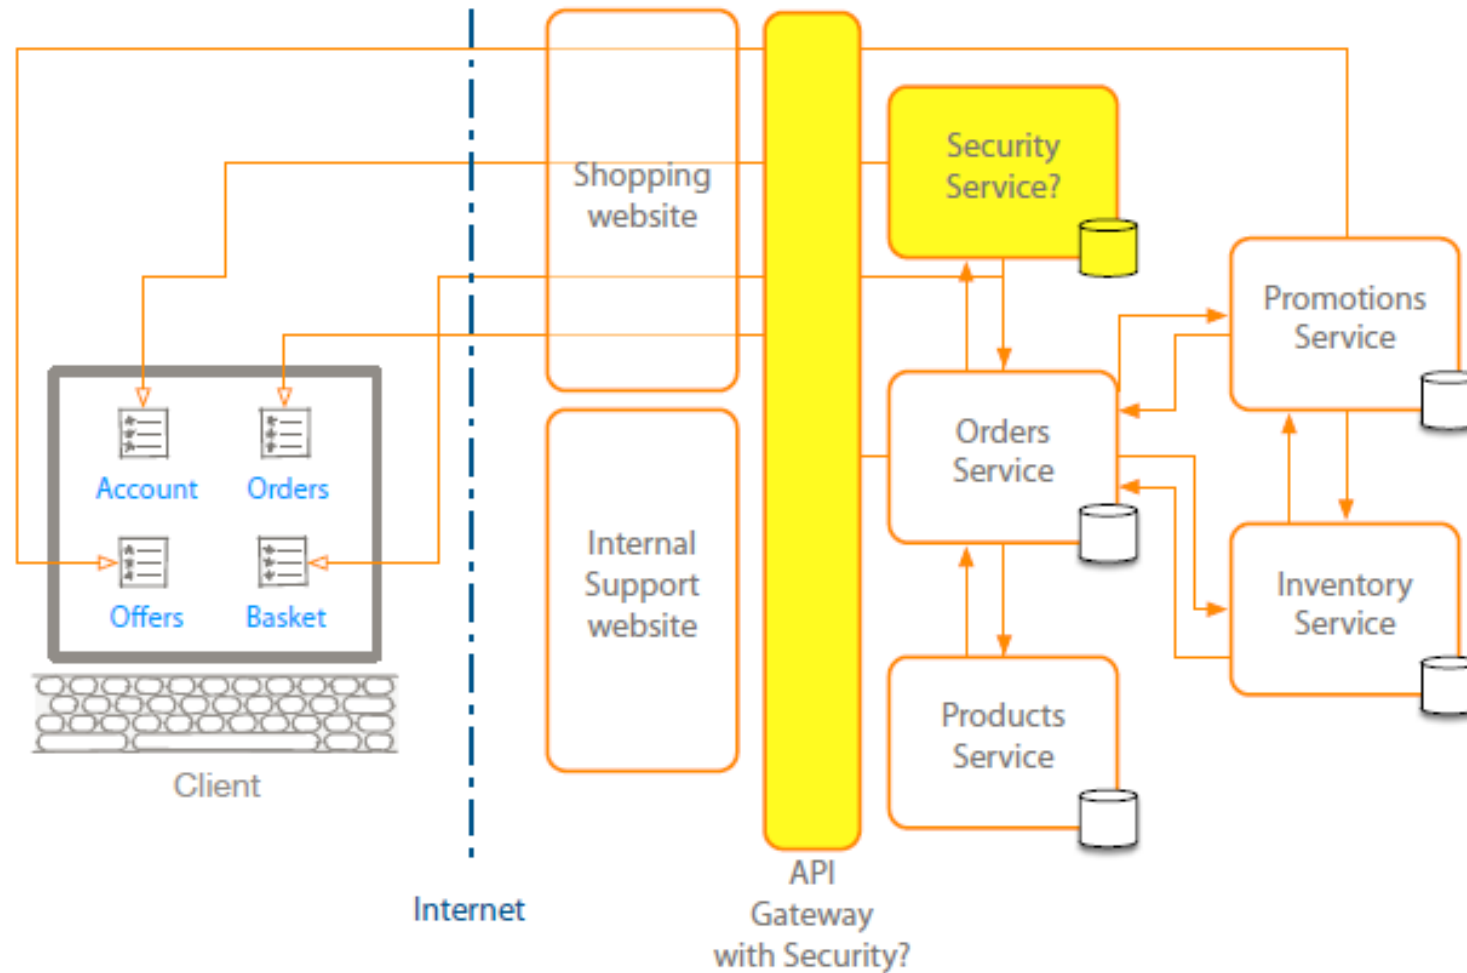 Shopping
website
Security
Service?
Promotions
Service
Account
Orders
Offers
Basket
Orders
Service
Internal
Support
website
Inventory
Service
Products
Service
Client
Internet
API
Gateway
with Security?